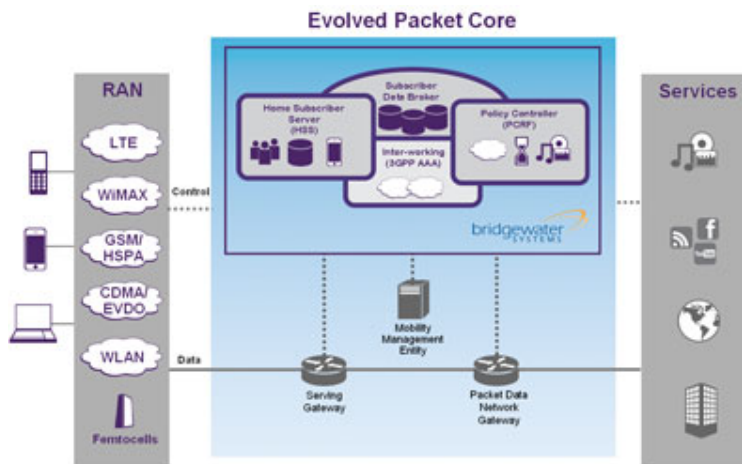 Evolved Packet Core
RAN
LTE
WiMAX
GSM/
HSPA
CDMA/
EVDO
WLAN
Femtocells
Control
Data
Subscriber
Data Broker
Home Subscriber
Server
(HSS)
Policy Controller
(PCRF)
Inter-working
(3GPP AAA)
bridgewater
SYSTEMS
Mobility
Management
Entity
Serving
Gateway
Packet Data
Network
Gateway
Services
f
You
Tube